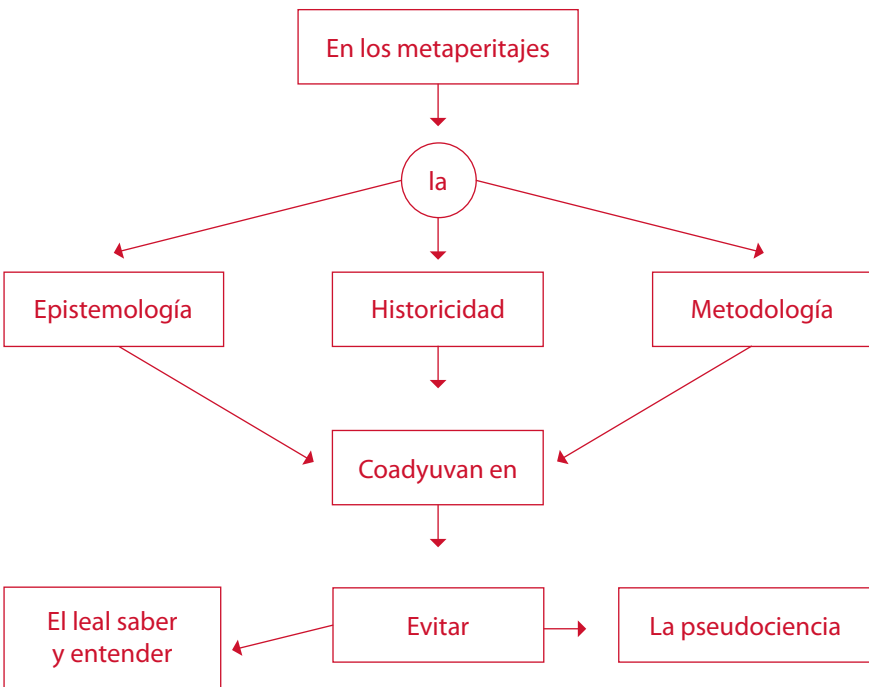 En los metaperitajes
la
Epistemología
Historicidad
Metodología
Coadyuvan en
El leal saber
y entender
Evitar
La pseudociencia